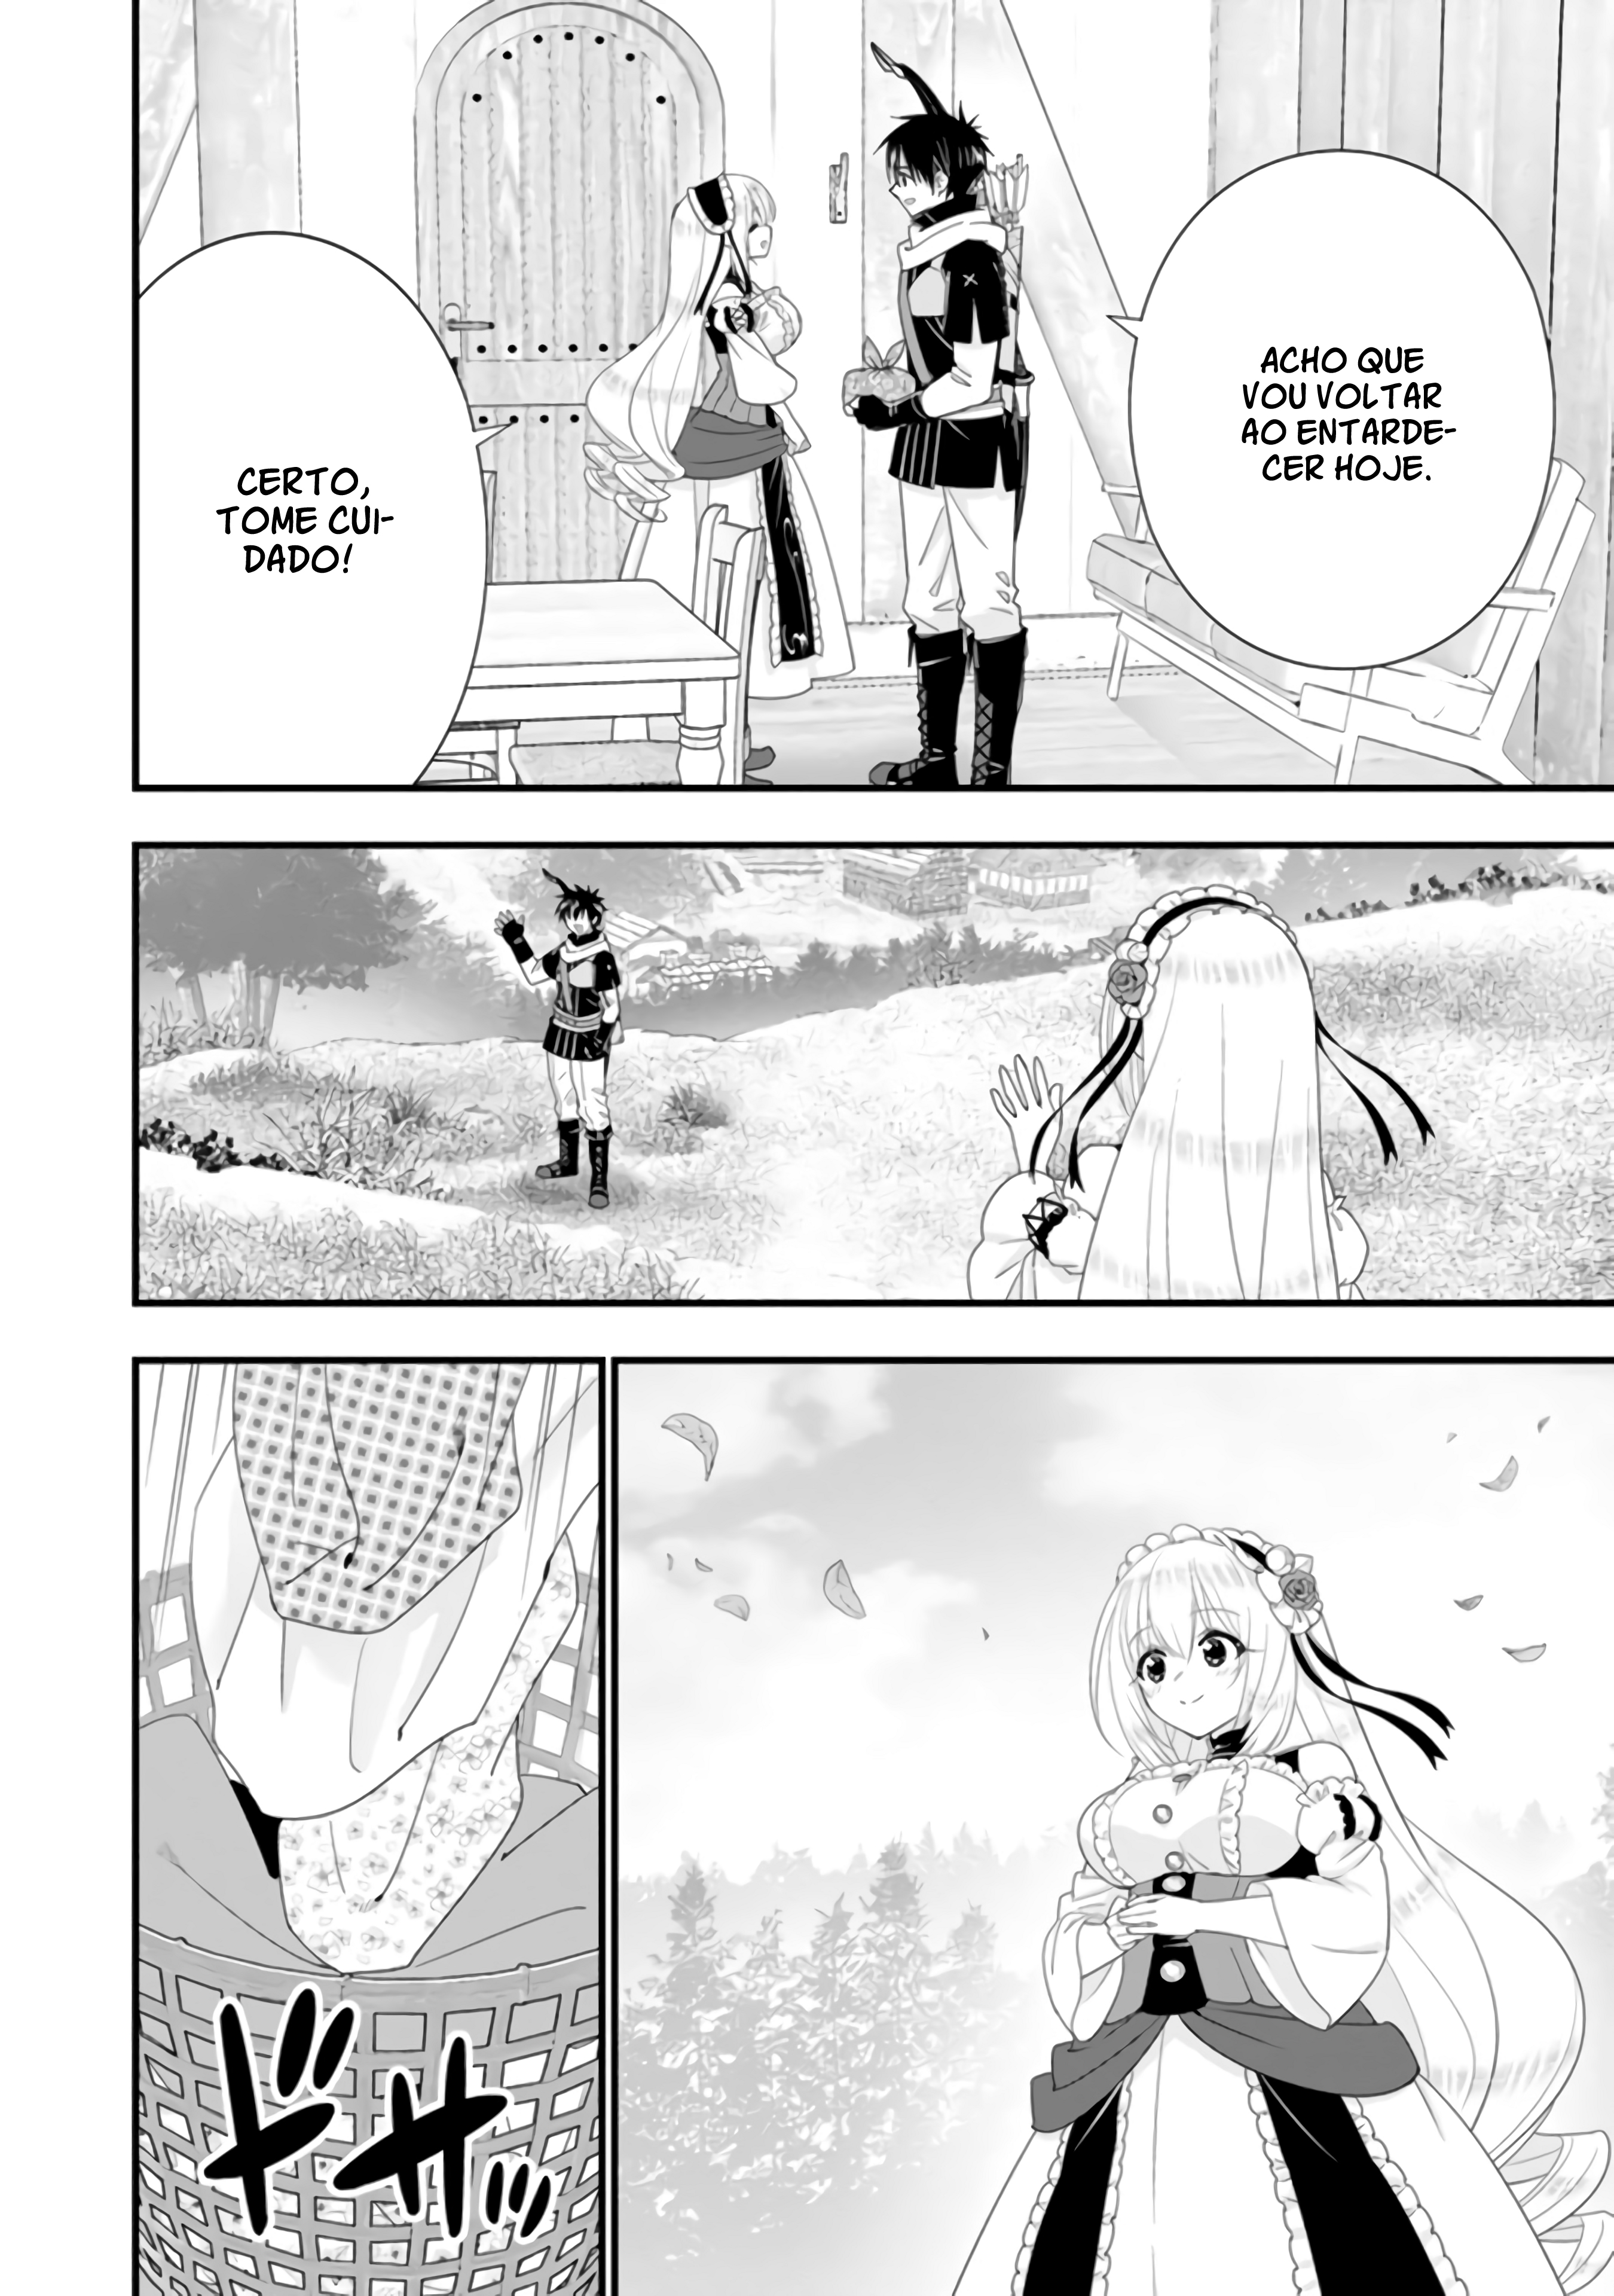 ACHO QUE
VOU VOLTAR
AO ENTARDE-
CER HOJE.
CERTO,
TOME CUI-
DADO!
ドサッ